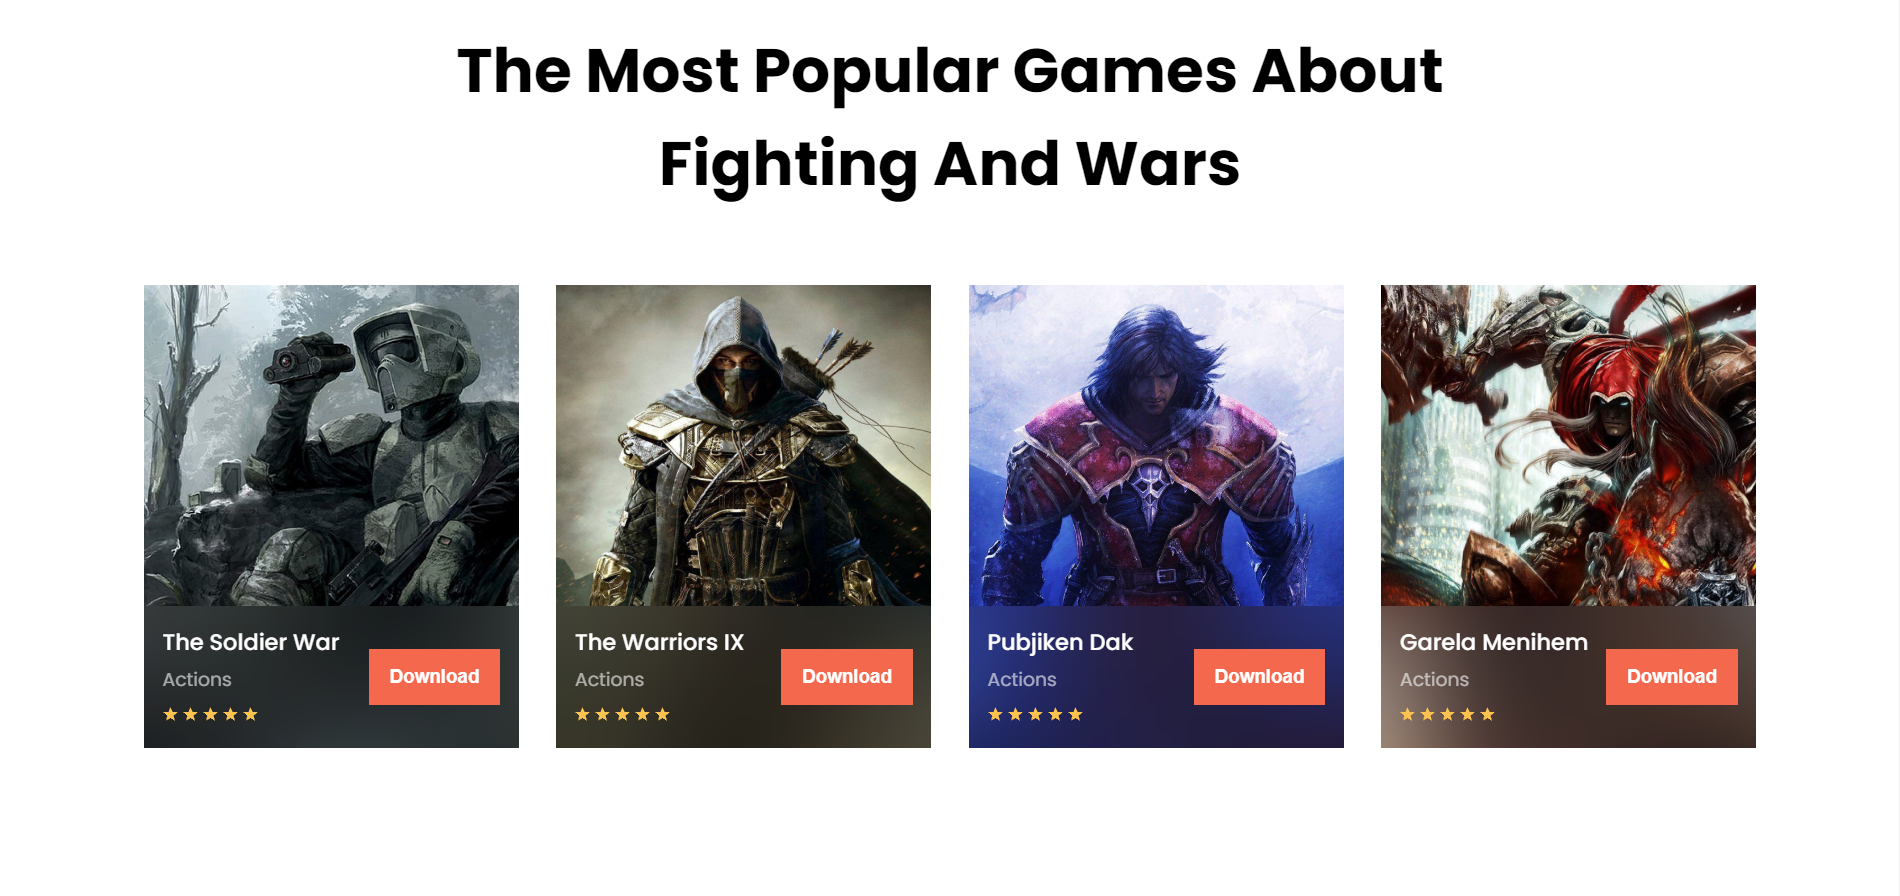 The Most Popular Games About
Fighting And Wars
The Soldier War
Actions
Download
The Warriors IX
Actions
Download
Pubjiken Dak
Actions
Download
Garela Menihem
Actions
Download